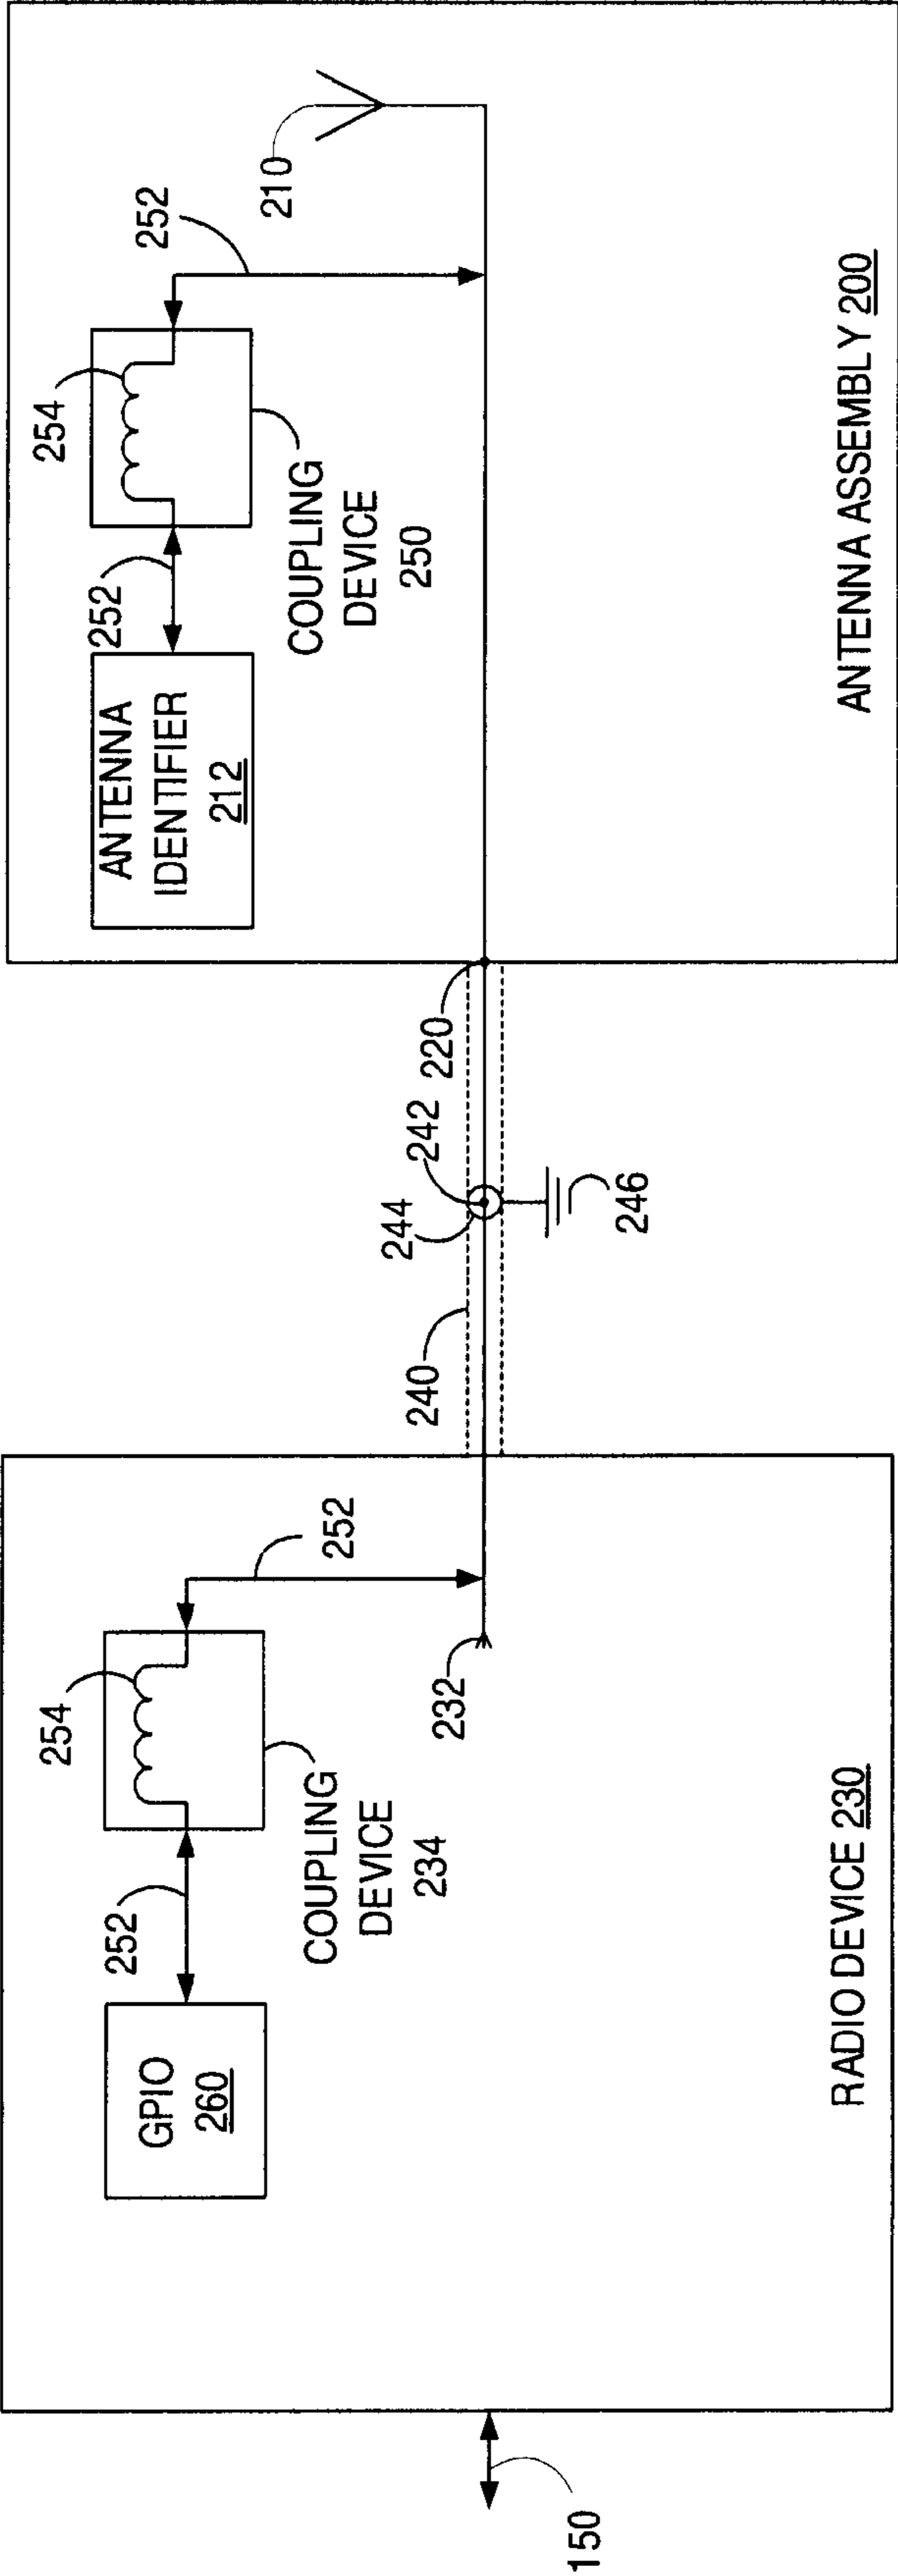 GPIO
260
252
254
COUPLING
DEVICE
234
252
232
RADIO DEVICE 230
150
240
244
242
220
246
ANTENNA
IDENTIFIER
212
252
254
COUPLING
DEVICE
250
252
210
ANTENNA ASSEMBLY 200